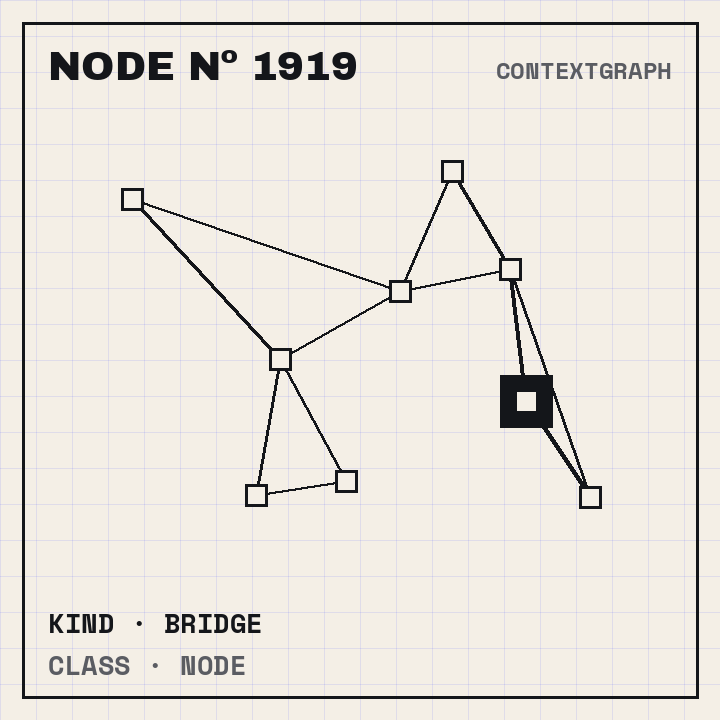 NODE Nº 1919
CONTEXTGRAPH
KIND · BRIDGE
CLASS · NODE